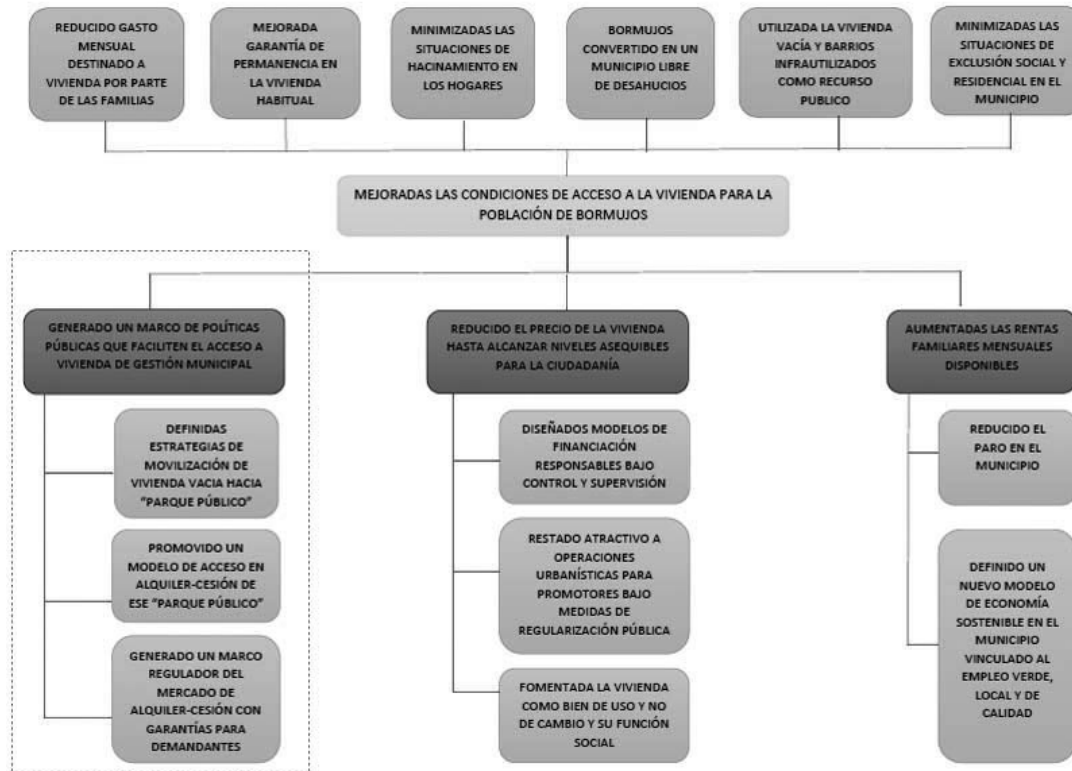 REDUCIDO GASTO
MENSUAL
DESTINADO A
VIVIENDA POR PARTE
DE LAS FAMILIAS
MEJORADA
GARANTÍA DE
PERMANENCIA EN
LA VIVIENDA
HABITUAL
MINIMIZADAS LAS
SITUACIONES DE
HACINAMIENTO EN
LOS HOGARES
BORMUJOS
CONVERTIDO EN UN
MUNICIPIO LIBRE
DE DESAHUCIOS
UTILIZADA LA VIVIENDA
VACÍA Y BARRIOS
INFRAUTILIZADOS
COMO RECURSO
PUBLICO
MINIMIZADAS LAS
SITUACIONES DE
EXCLUSIÓN SOCIAL Y
RESIDENCIAL EN EL
MUNICIPIO
MEJORADAS LAS CONDICIONES DE ACCESO A LA VIVIENDA PARA LA
POBLACIÓN DE BORMUJOS
GENERADO UN MARCO DE POLÍTICAS
PÚBLICAS QUE FACILITEN EL ACCESO A
VIVIENDA DE GESTIÓN MUNICIPAL
DEFINIDAS
ESTRATEGIAS DE
MOVILIZACIÓN DE
VIVIENDA VACIA HACIA
"PARQUE PÚBLICO"
PROMOVIDO UN
MODELO DE ACCESO EN
ALQUILER-CESIÓN DE
ESE "PARQUE PÚBLICO"
GENERADO UN MARCO
REGULADOR DEL
MERCADO DE
ALQUILER-CESIÓN CON
GARANTÍAS PARA
DEMANDANTES
REDUCIDO EL PRECIO DE LA VIVIENDA
HASTA ALCANZAR NIVELES ASEQUIBLES
PARA LA CIUDADANÍA
DISEÑADOS MODELOS DE
FINANCIACIÓN
RESPONSABLES BAJO
CONTROL Y SUPERVISIÓN
RESTADO ATRACTIVO A
OPERACIONES
URBANÍSTICAS PARA
PROMOTORES BAJO
MEDIDAS DE
REGULARIZACIÓN PÚBLICA
FOMENTADA LA VIVIENDA
COMO BIEN DE USO Y NO
DE CAMBIO Y SU FUNCIÓN
SOCIAL
AUMENTADAS LAS RENTAS
FAMILIARES MENSUALES
DISPONIBLES
REDUCIDO EL
PARO EN EL
MUNICIPIO
DEFINIDO UN
NUEVO MODELO
DE ECONOMÍA
SOSTENIBLE EN EL
MUNICIPIO
VINCULADO AL
EMPLEO VERDE,
LOCAL Y DE
CALIDAD